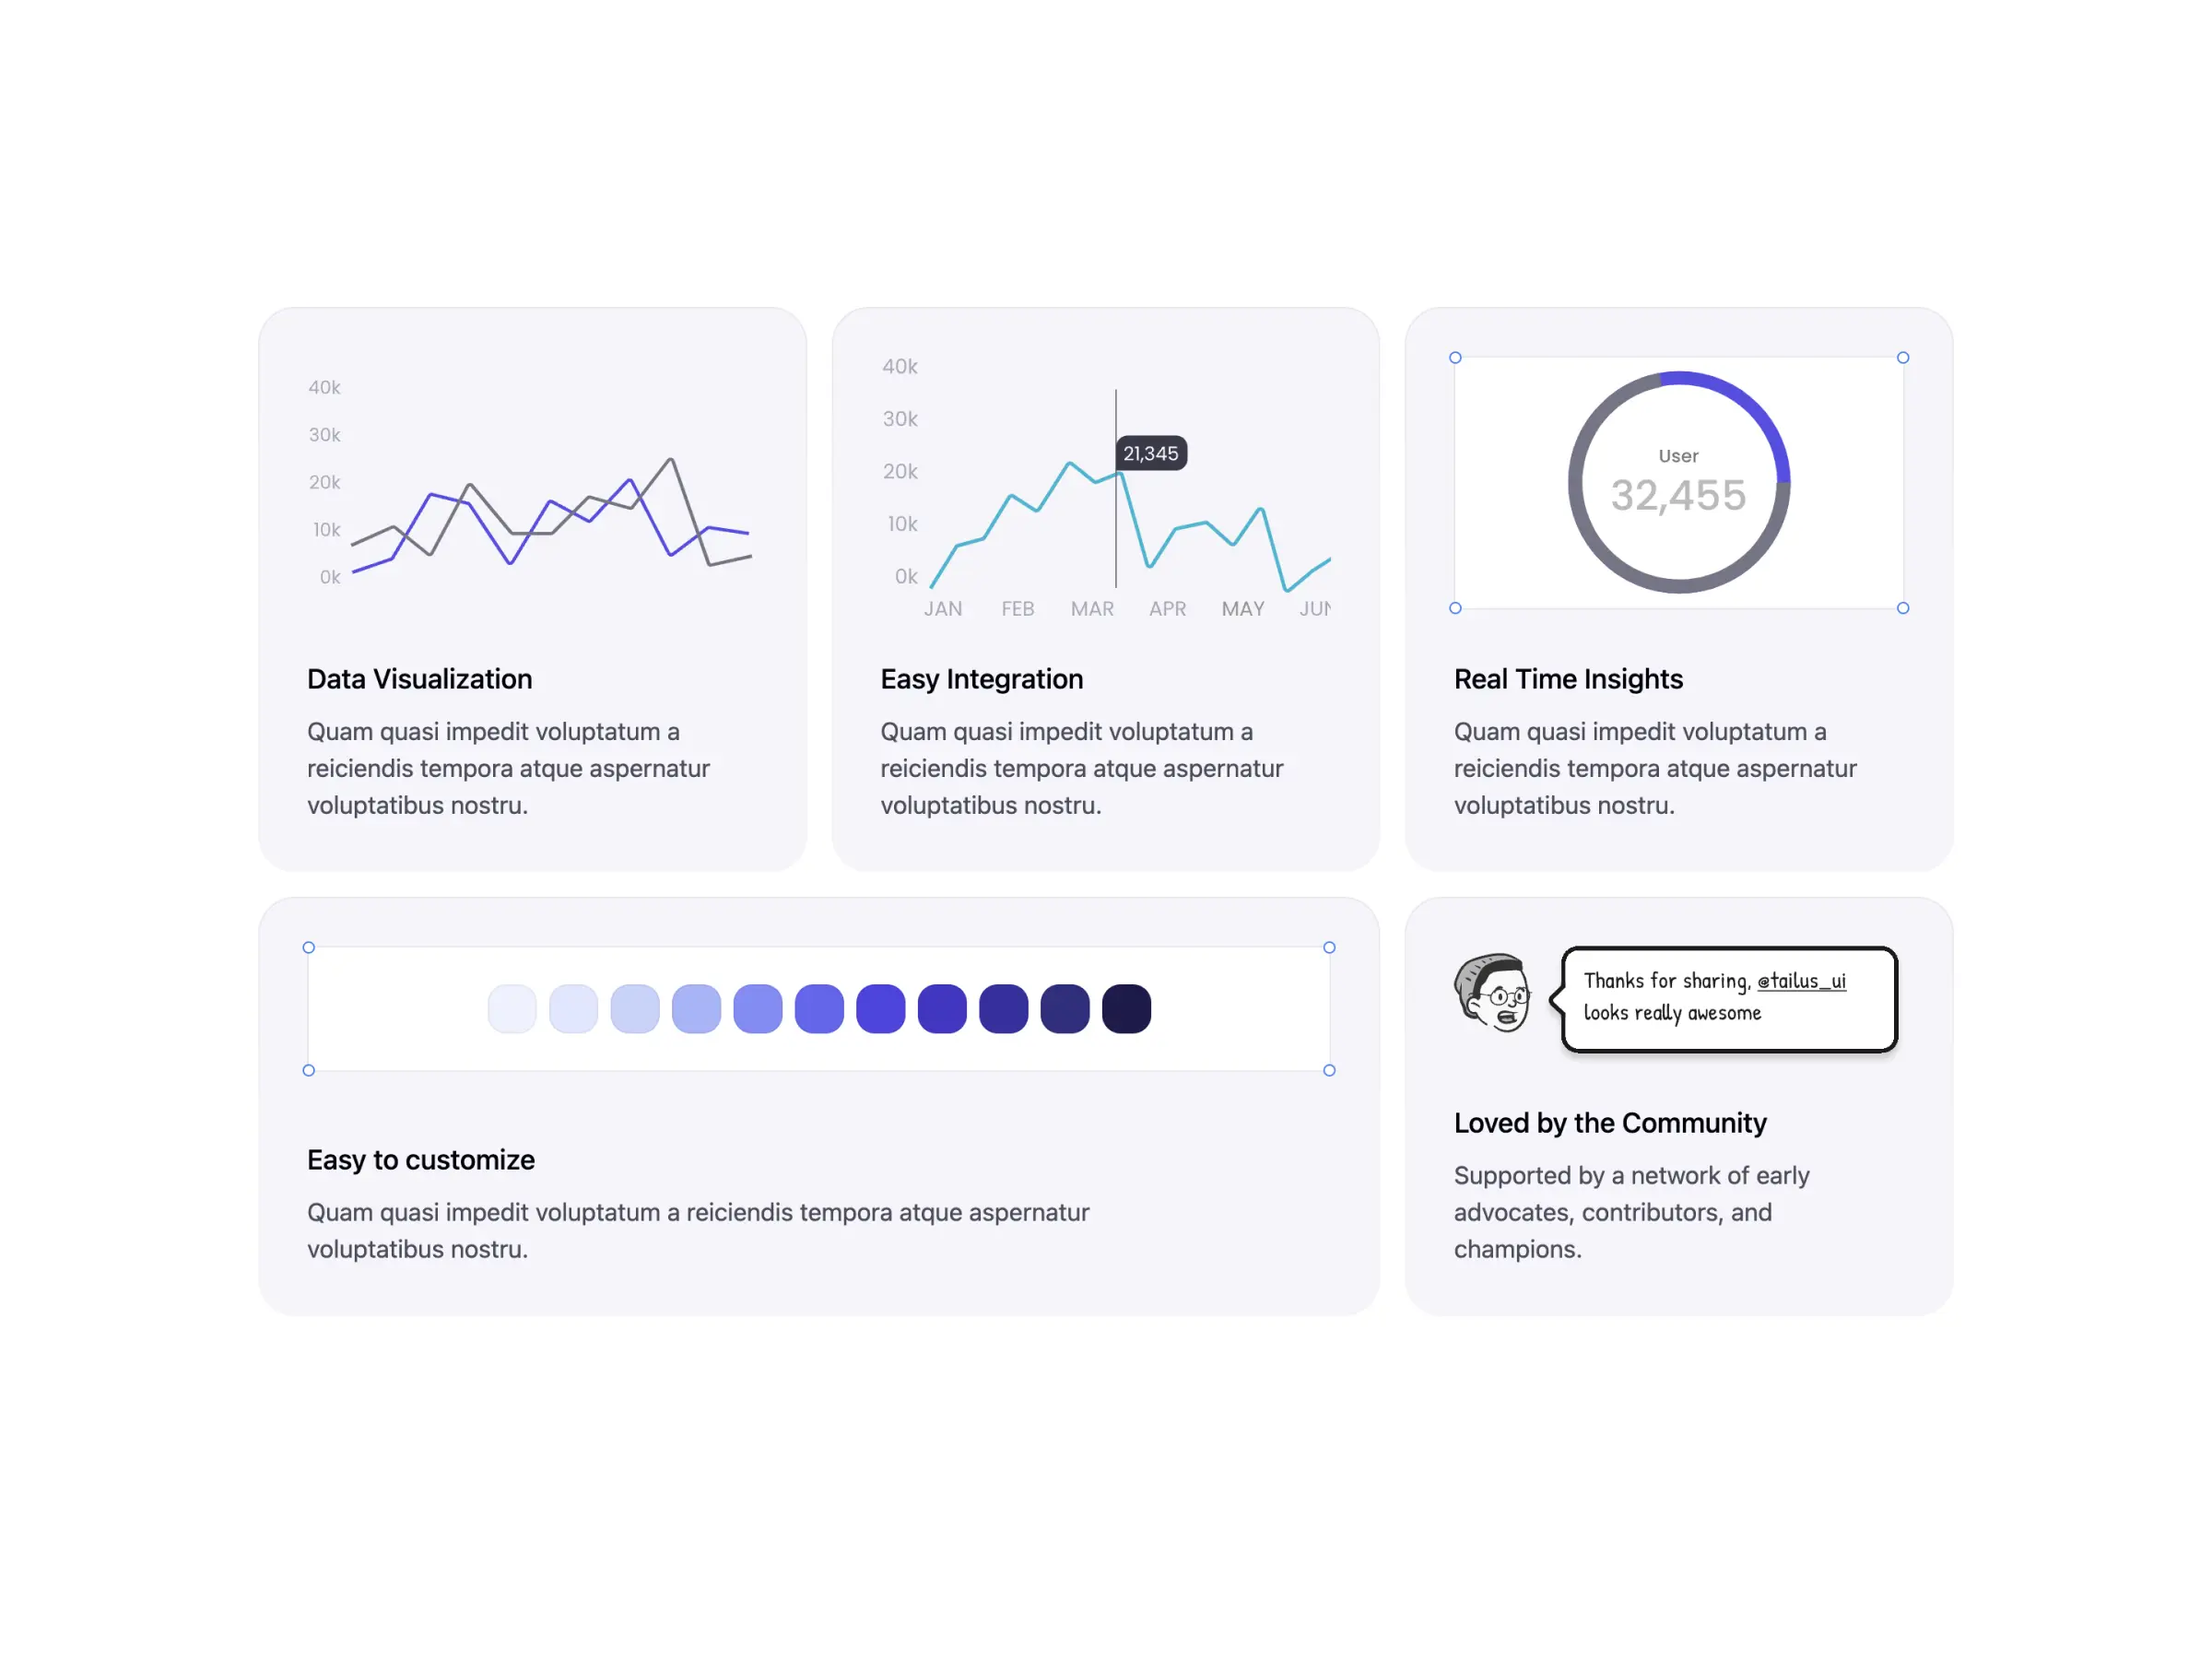 40k
30k
20k
10k
0k
Data Visualization
Quam quasi impedit voluptatum a
reiciendis tempora atque aspernatur
voluptatibus nostru.
40k
30k
20k
10k
0k
21,345
JAN FEB MAR APR MAY JUN
Easy Integration
Quam quasi impedit voluptatum a
reiciendis tempora atque aspernatur
voluptatibus nostru.
User
32,455
Real Time Insights
Quam quasi impedit voluptatum a
reiciendis tempora atque aspernatur
voluptatibus nostru.
Easy to customize
Quam quasi impedit voluptatum a reiciendis tempora atque aspernatur
voluptatibus nostru.
Thanks for sharing, @tailus_ui
looks really awesome
Loved by the Community
Supported by a network of early
advocates, contributors, and
champions.